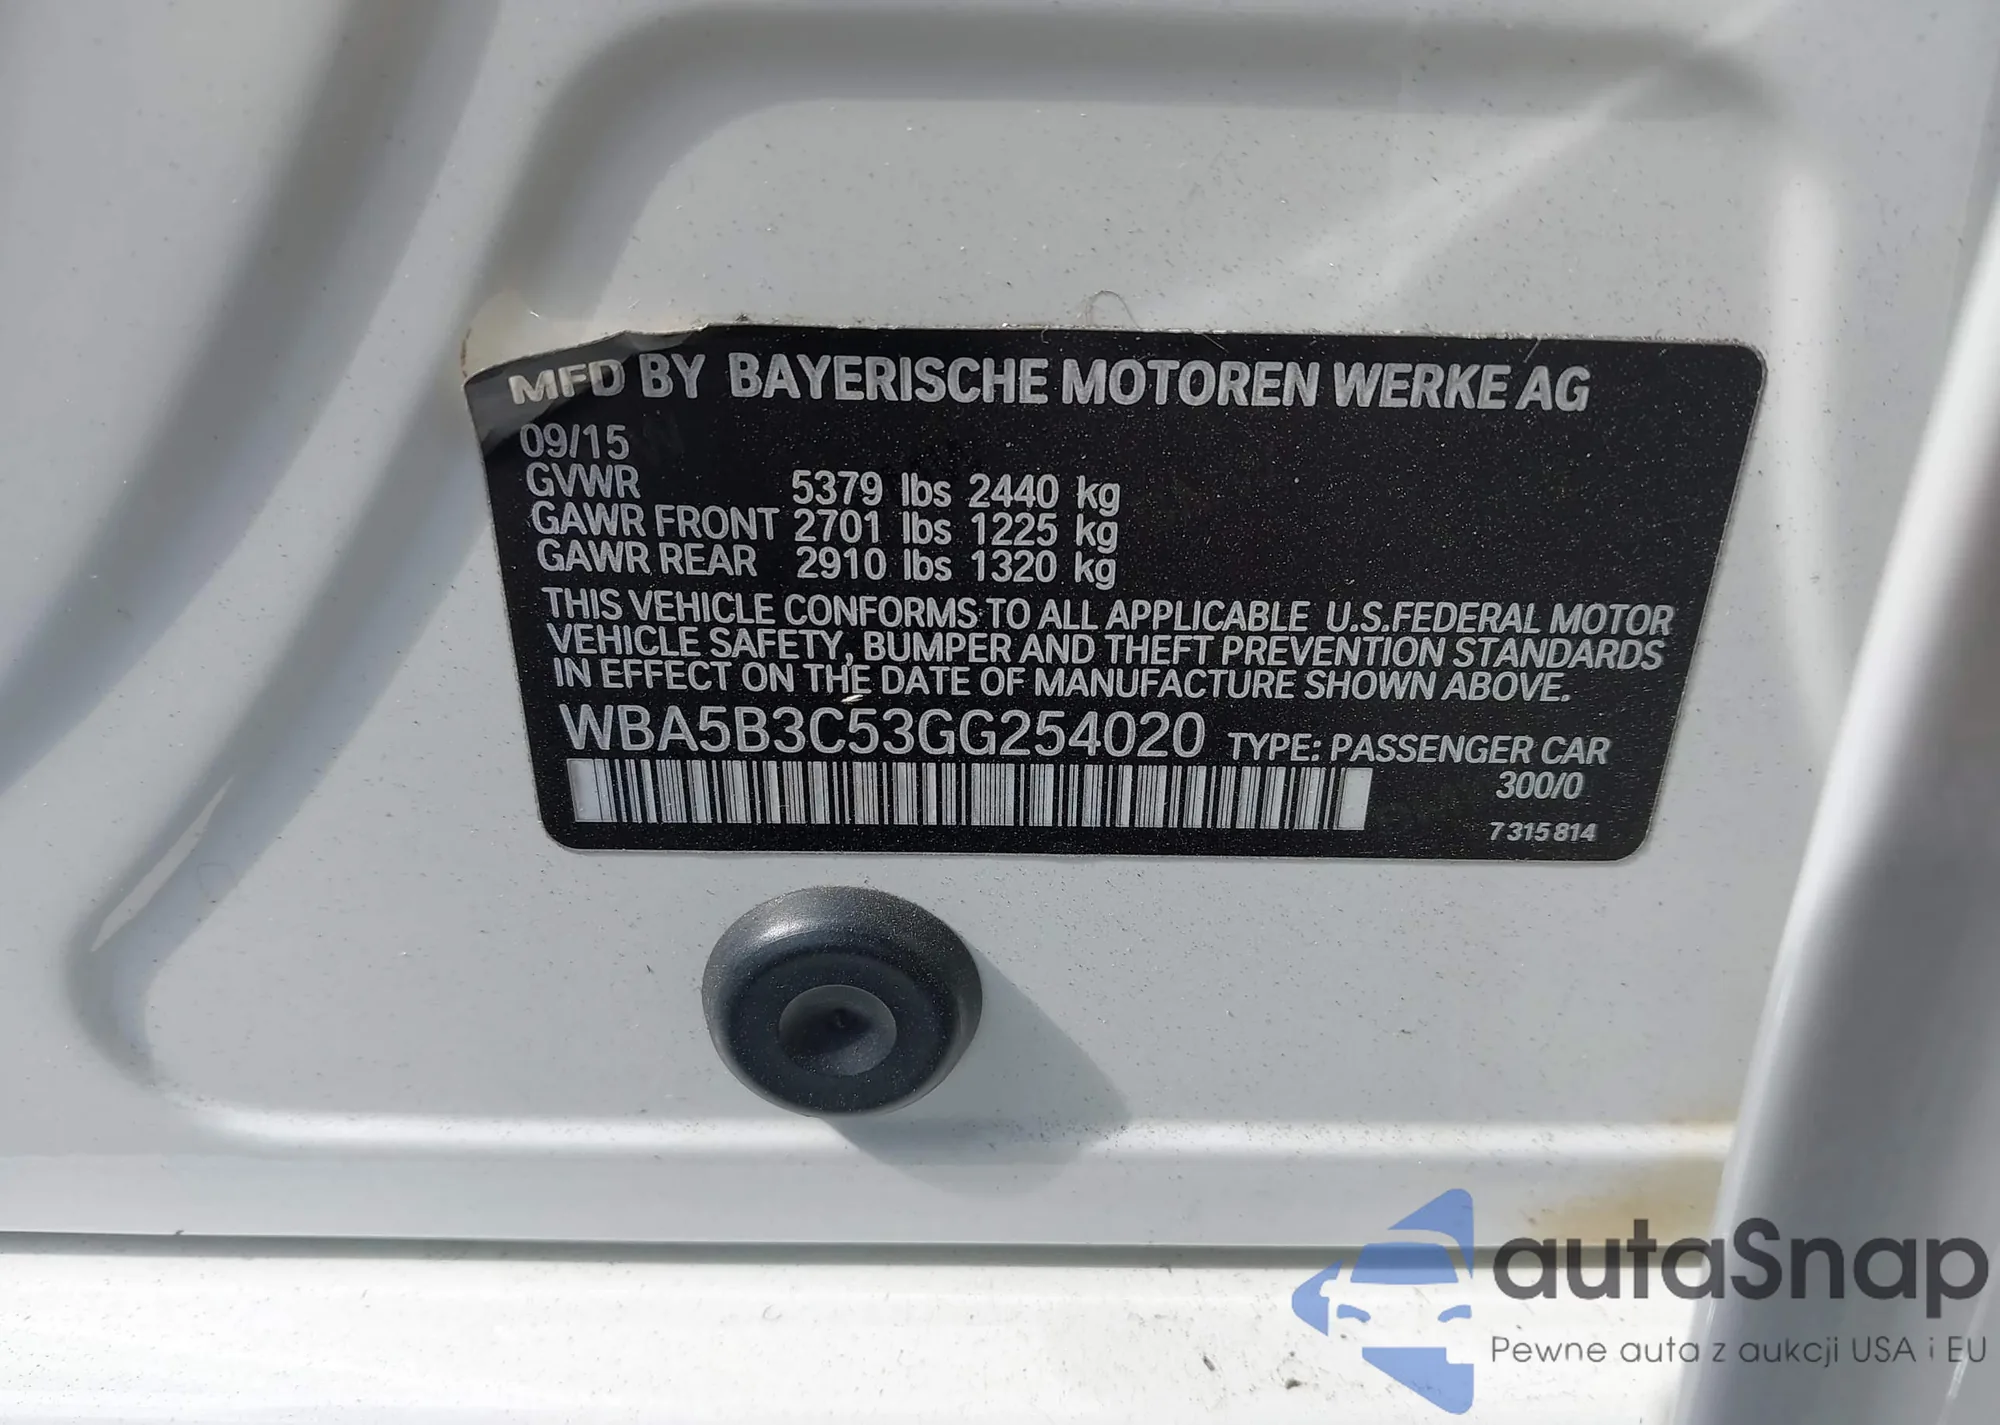 MFD BY BAYERISCHE MOTOREN WERKE AG
09/15
GVWR 5379 lbs 2440 kg
GAWR FRONT 2701 lbs 1225 kg
GAWR REAR 2910 lbs 1320 kg
THIS VEHICLE CONFORMS TO ALL APPLICABLE U.S.FEDERAL MOTOR
VEHICLE SAFETY, BUMPER AND THEFT PREVENTION STANDARDS
IN EFFECT ON THE DATE OF MANUFACTURE SHOWN ABOVE.
WBA5B3C53GG254020 TYPE: PASSENGER CAR
300/0
7 315 814
autaSnap
Pewne auta z aukcji USA i EU